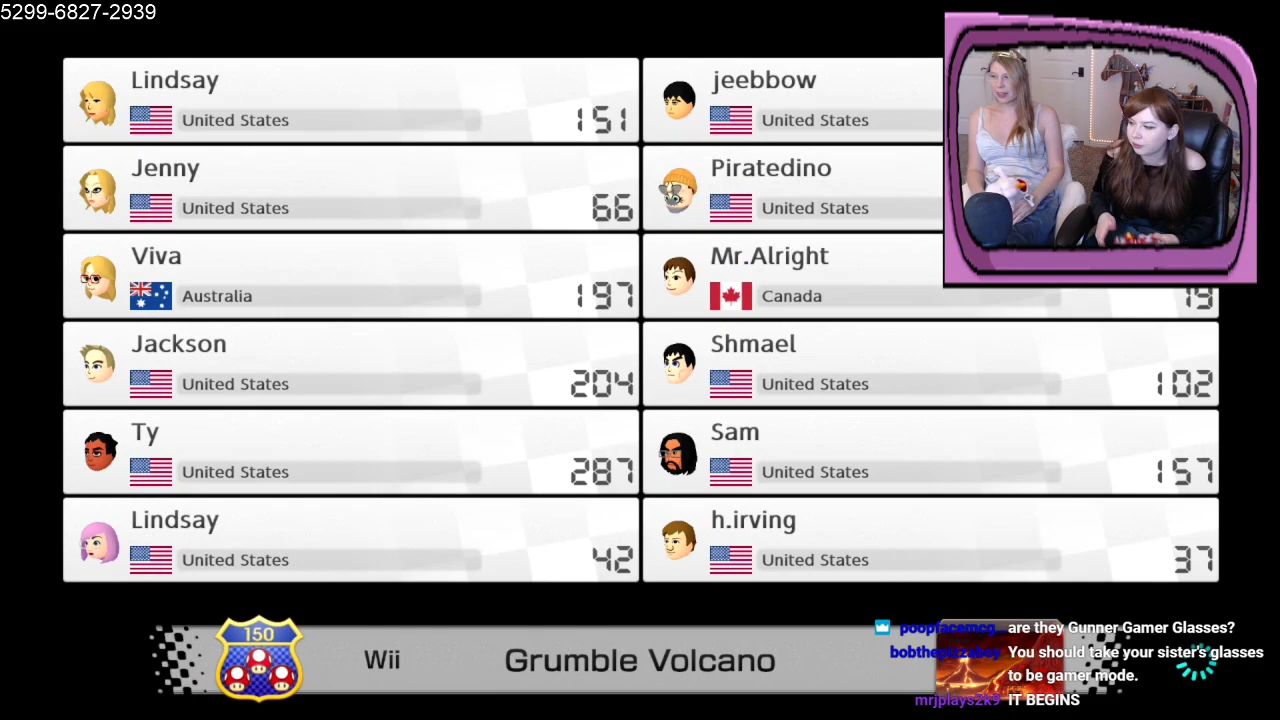 5299-6827-2939
Lindsay
United States
151
jeebbow
United States
Jenny
United States
66
Piratedino
United States
Viva
Australia
197
Mr.Alright
Canada
19
Jackson
United States
204
Shmael
United States
102
Ty
United States
287
Sam
United States
157
Lindsay
United States
42
h.irving
United States
37
150
Wii
Grumble Volcano
poopfacemcg are they Gunner Gamer Glasses?
bobthepizzaboy You should take your sister's glasses
to be gamer mode.
mrjplays2k9 IT BEGINS